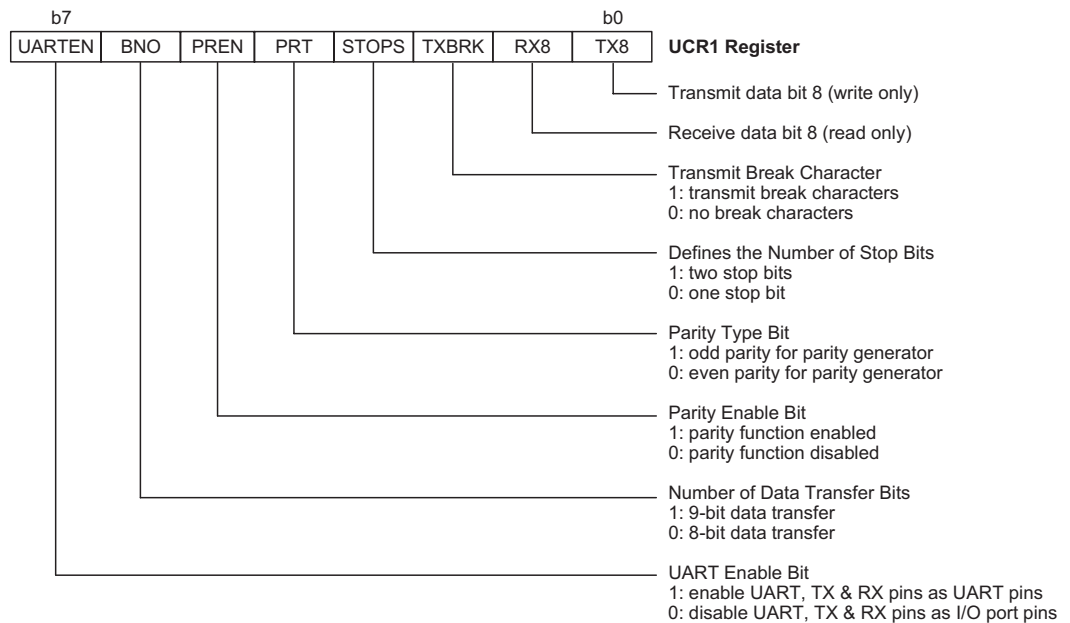 b7 b0
UARTEN BNO PREN PRT STOPS TXBRK RX8 TX8 UCR1 Register
Transmit data bit 8 (write only)
Receive data bit 8 (read only)
Transmit Break Character
1: transmit break characters
0: no break characters
Defines the Number of Stop Bits
1: two stop bits
0: one stop bit
Parity Type Bit
1: odd parity for parity generator
0: even parity for parity generator
Parity Enable Bit
1: parity function enabled
0: parity function disabled
Number of Data Transfer Bits
1: 9-bit data transfer
0: 8-bit data transfer
UART Enable Bit
1: enable UART, TX & RX pins as UART pins
0: disable UART, TX & RX pins as I/O port pins